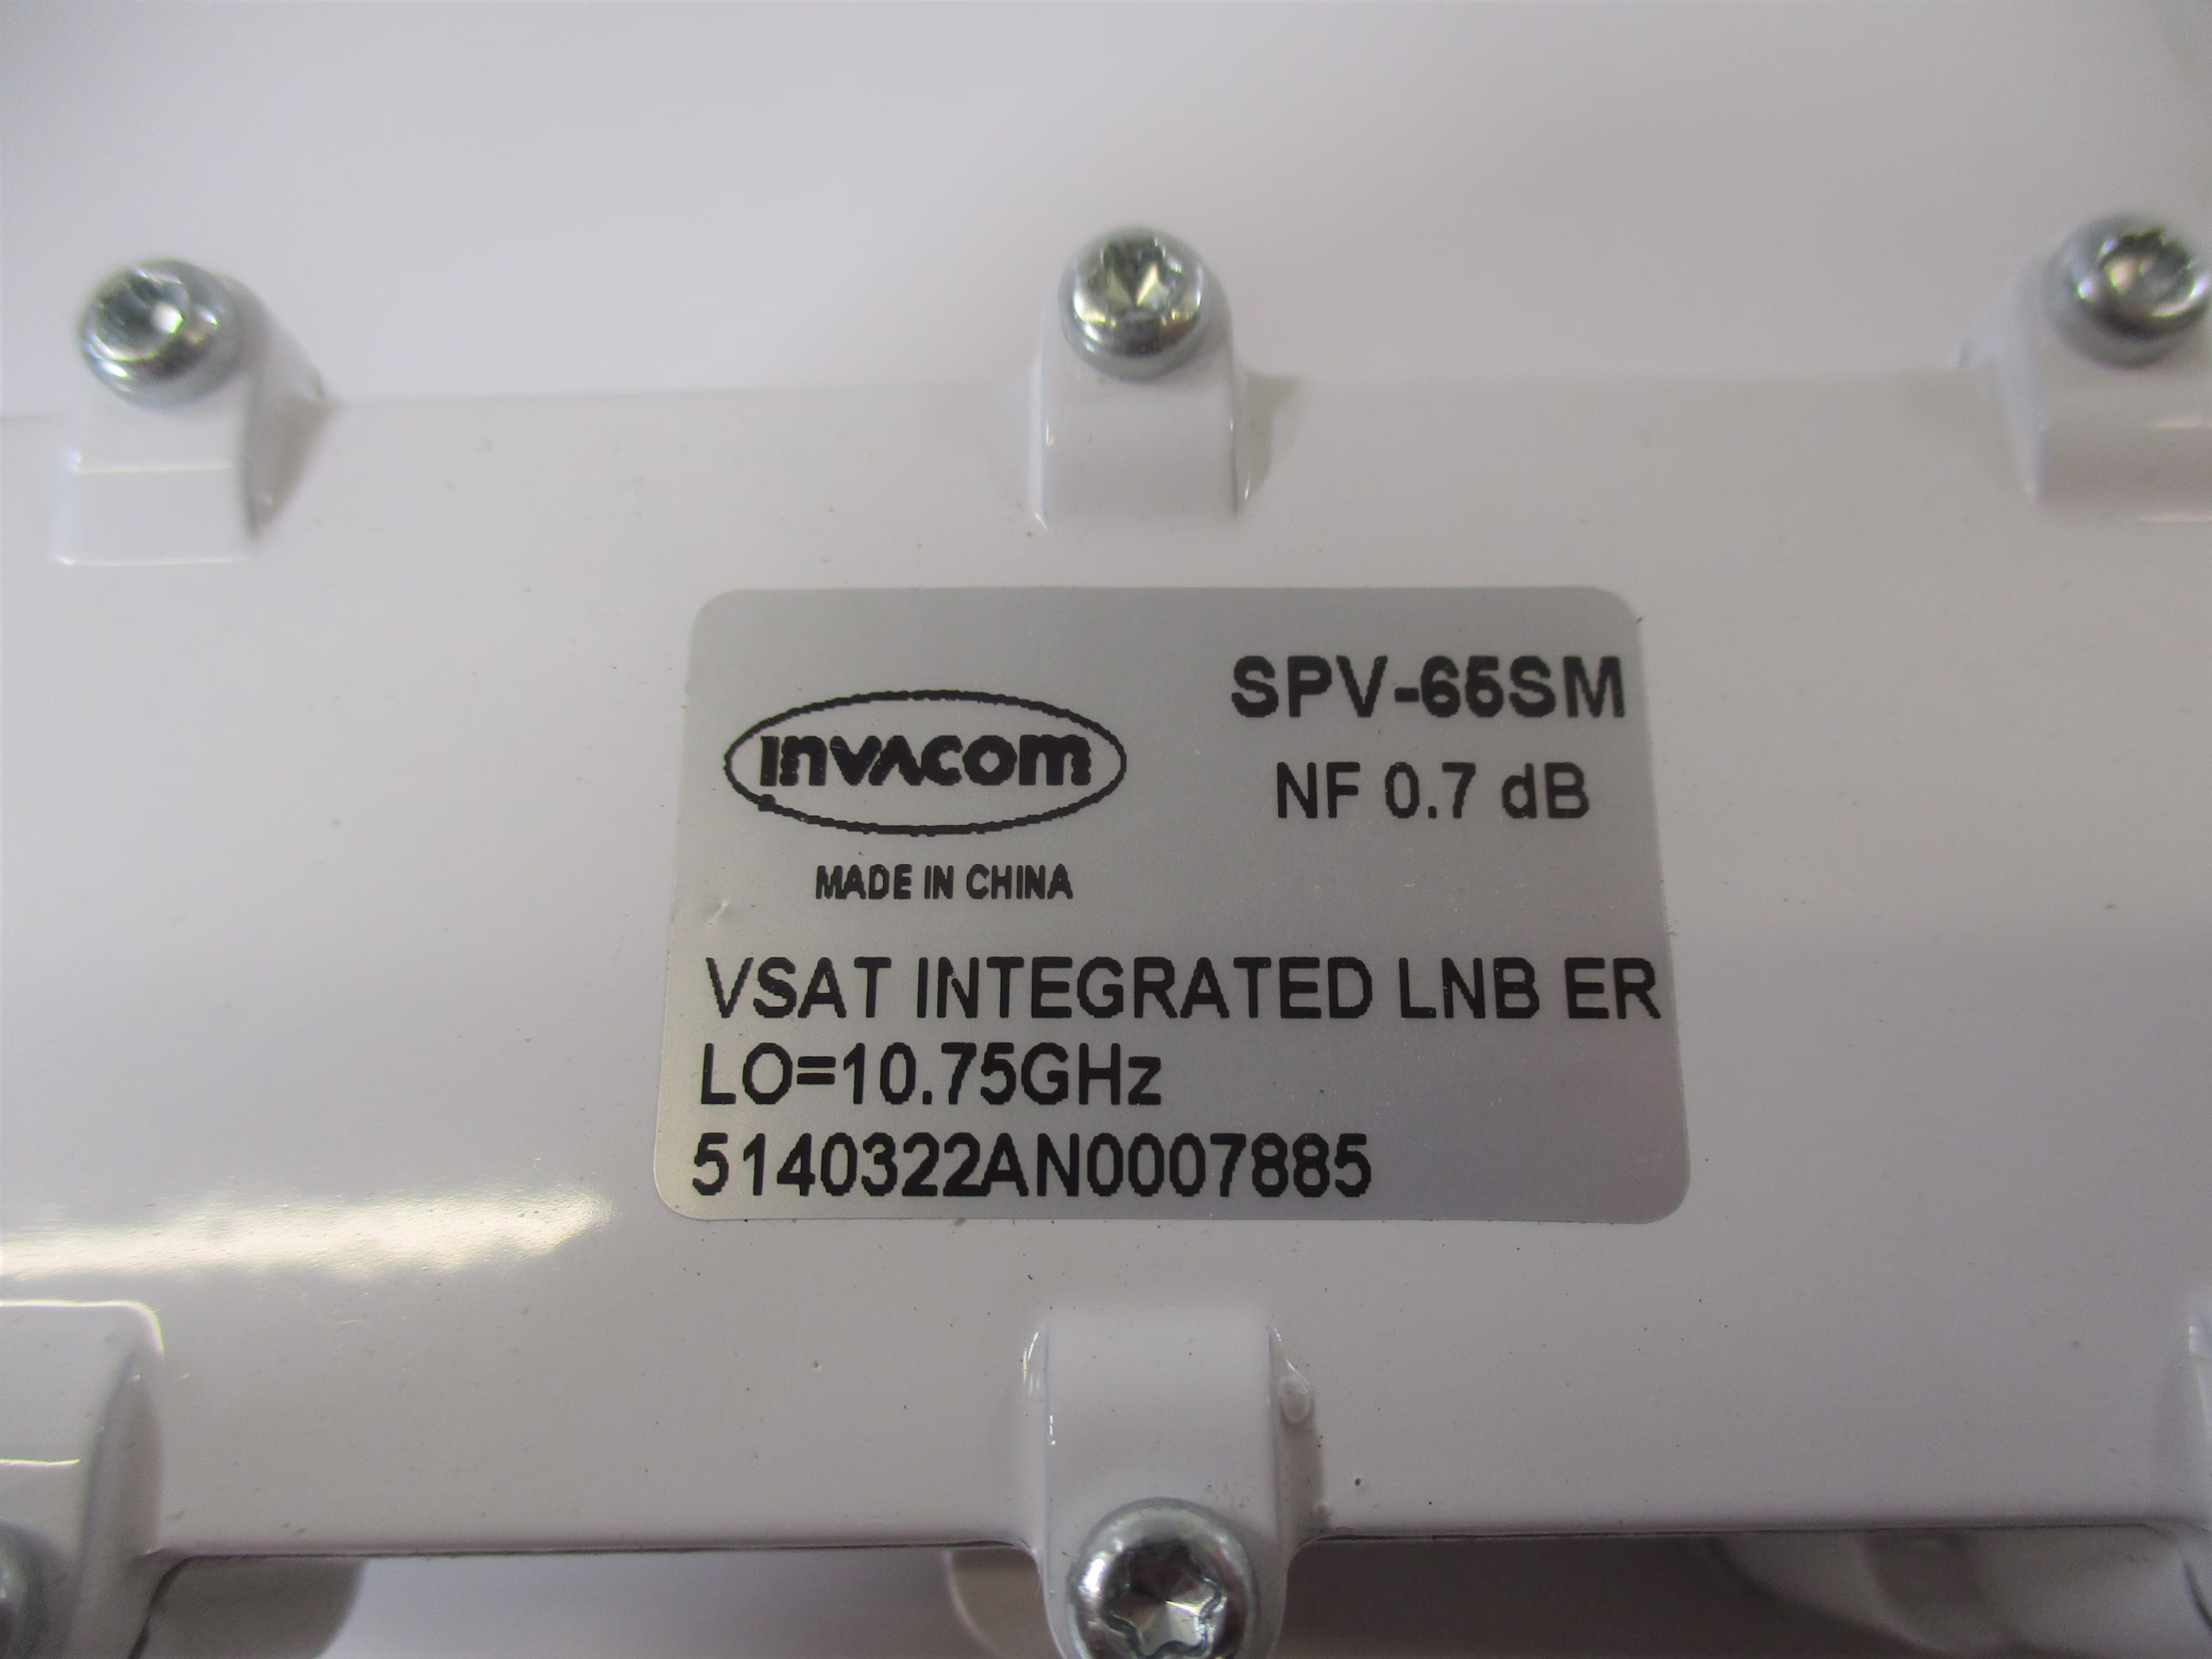 SPV-65SM
INVACOM
NF 0.7 dB
MADE IN CHINA
VSAT INTEGRATED LNB ER
LO=10.75GHz
5140322AN0007885